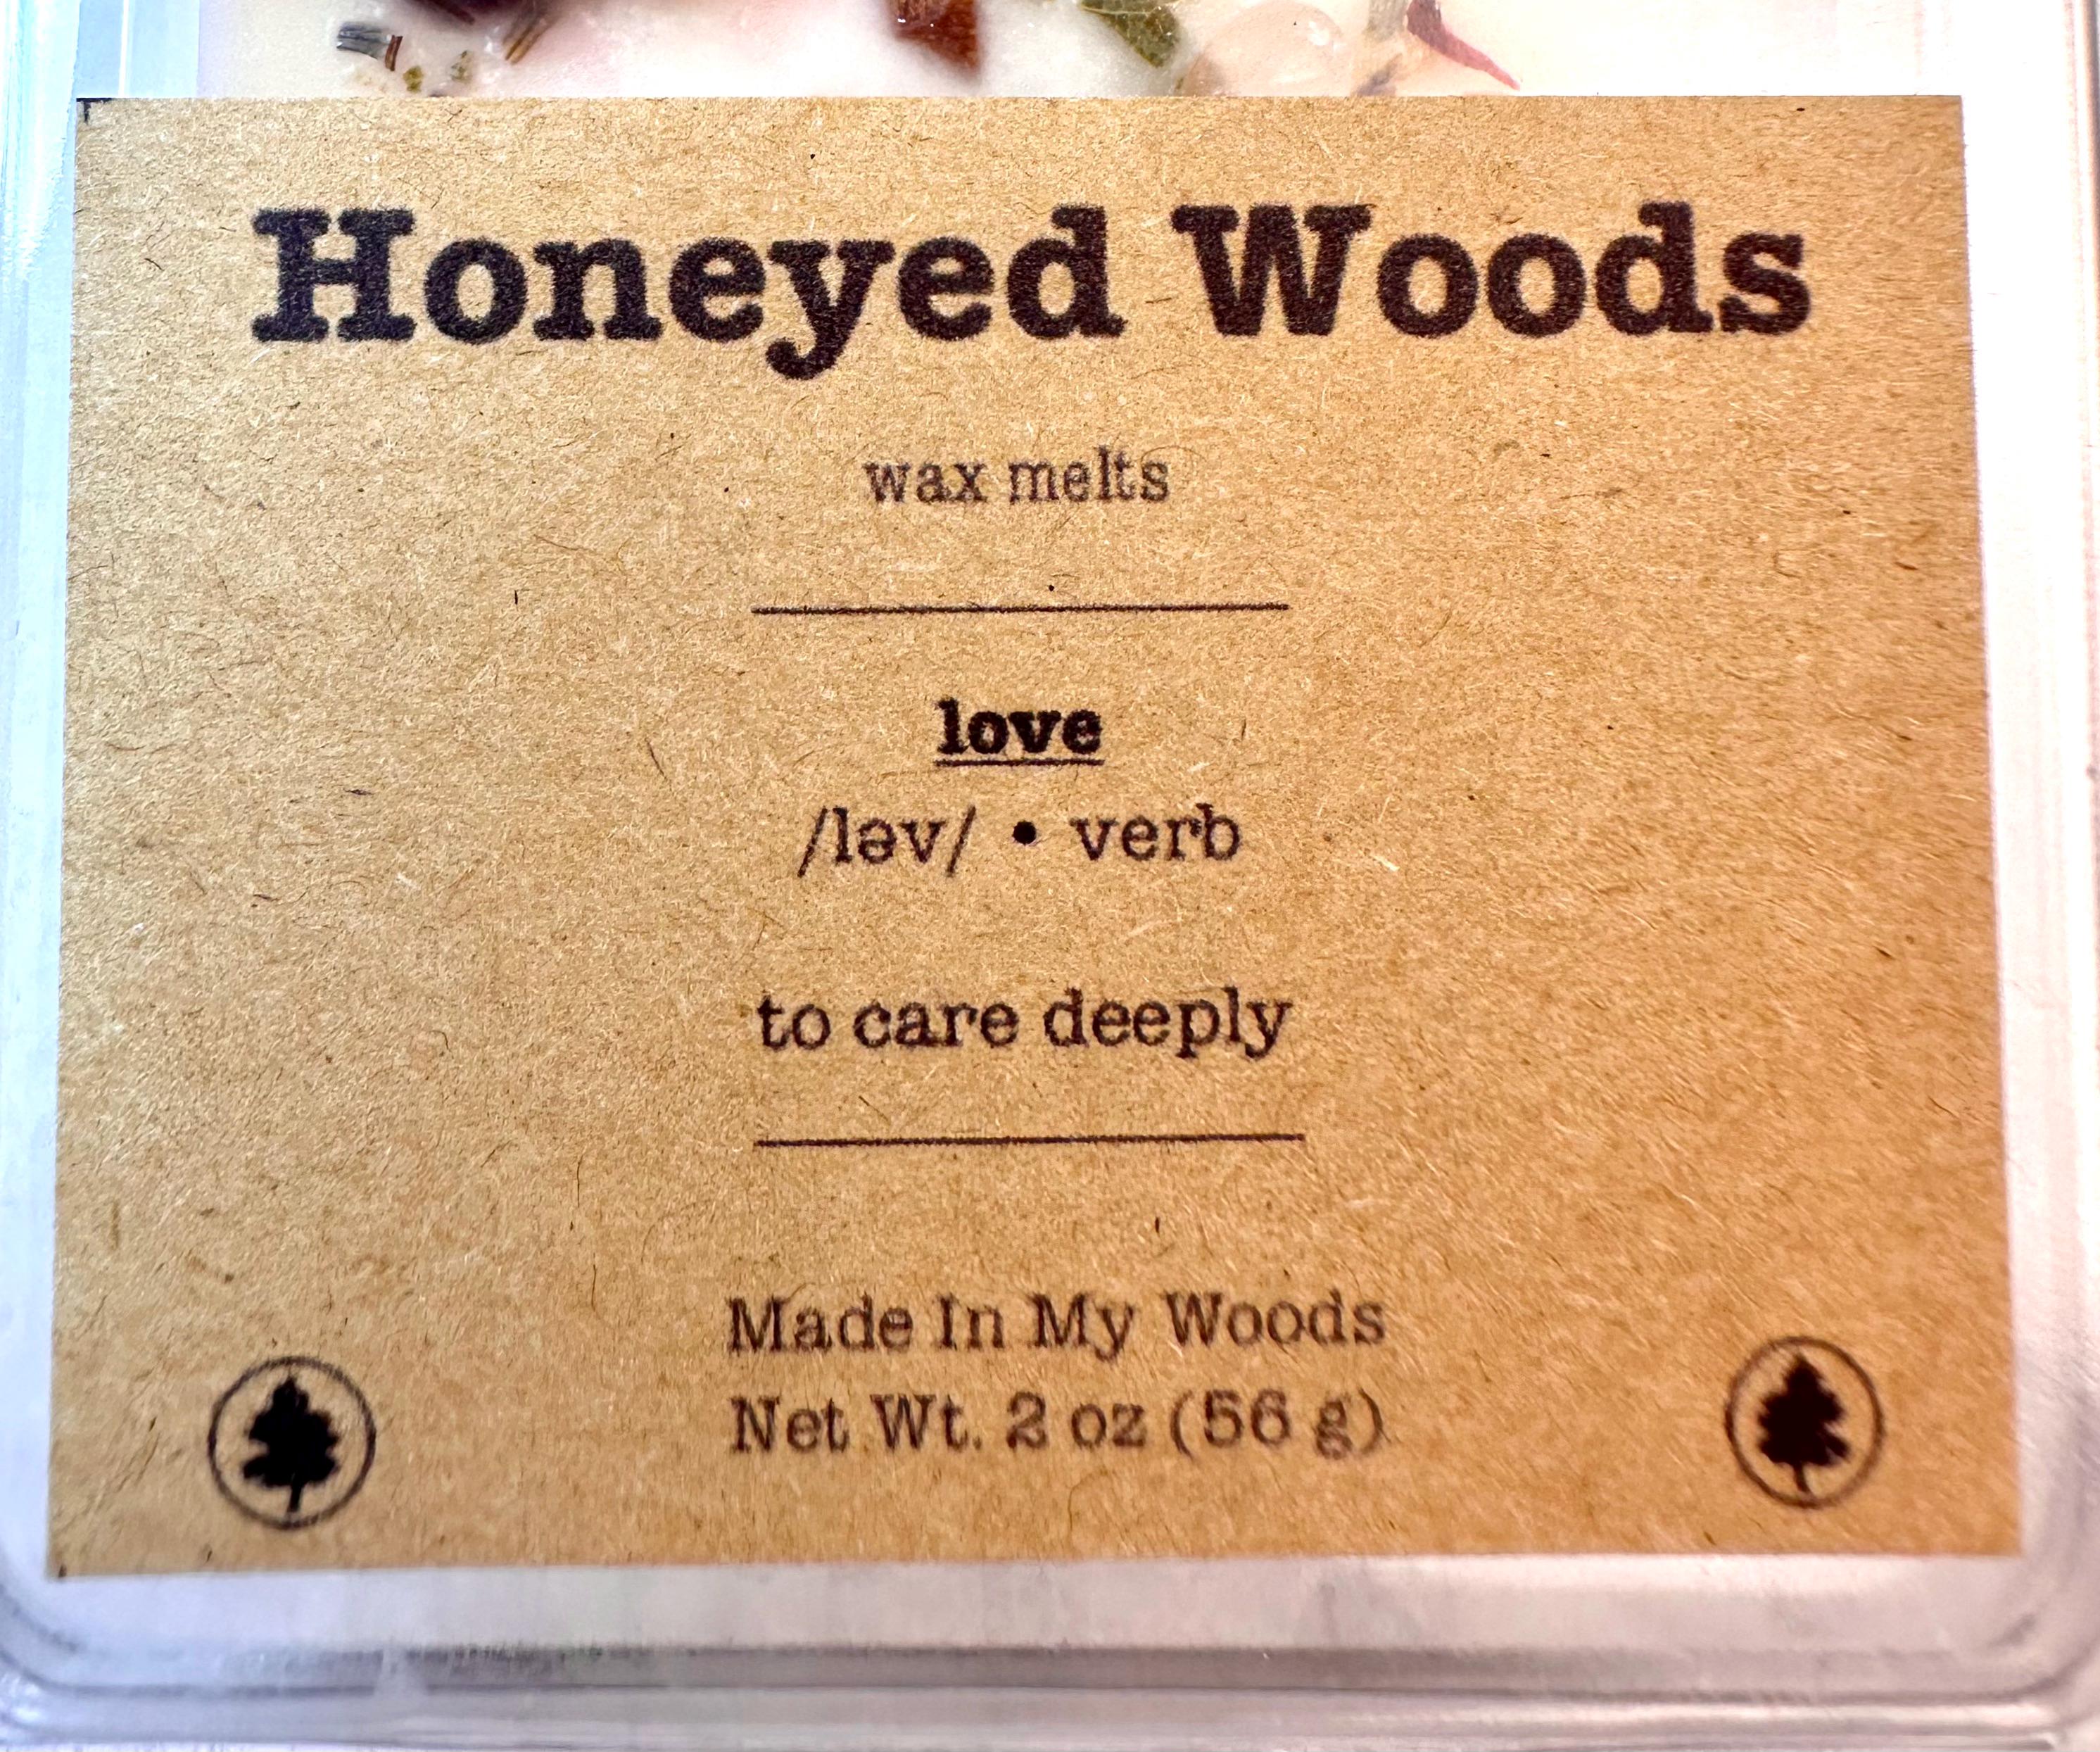 Honeyed Woods
wax melts
love
/ləv/ • verb
to care deeply
Made In My Woods
Net Wt. 2 oz (56 g)